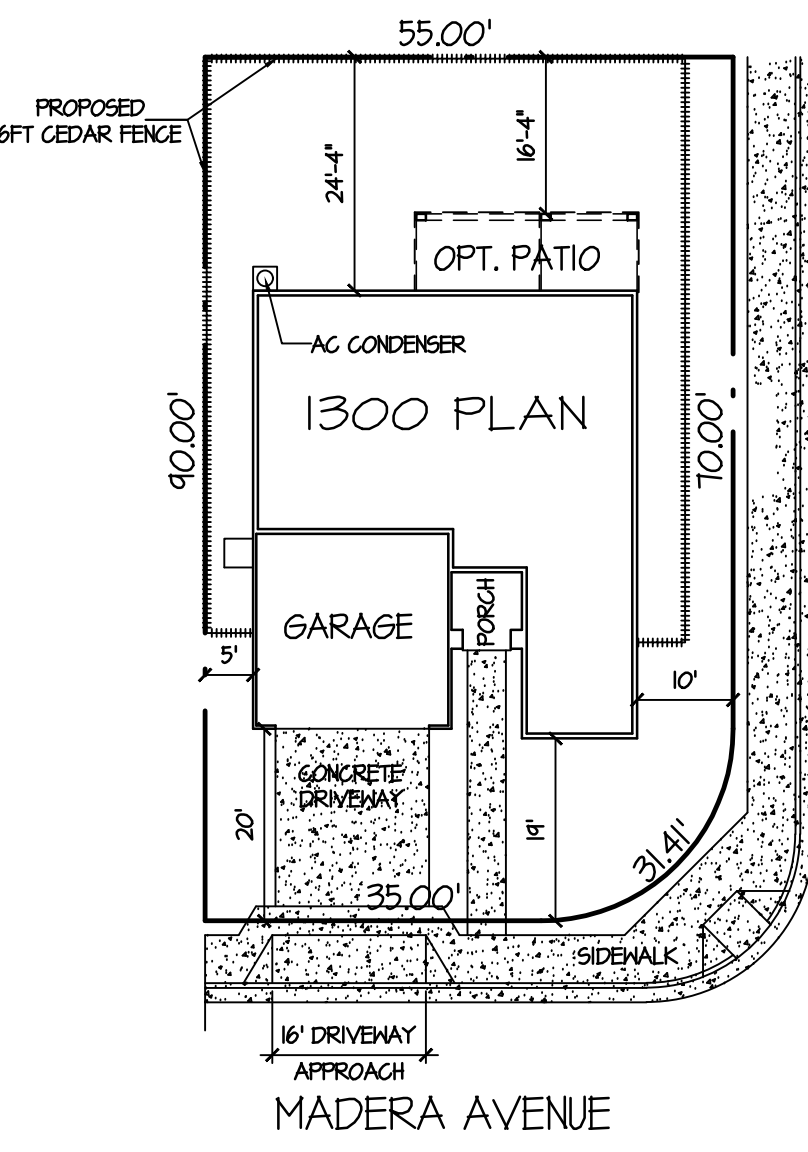 55.00'
PROPOSED
6FT CEDAR FENCE
24'-4"
16'-4"
OPT. PATIO
AC CONDENSER
1300 PLAN
90.00'
70.00'
GARAGE
PORCH
5'
10'
CONCRETE
DRIVEWAY
20'
19'
31.41'
35.00'
SIDEWALK
16' DRIVEWAY
APPROACH
MADERA AVENUE